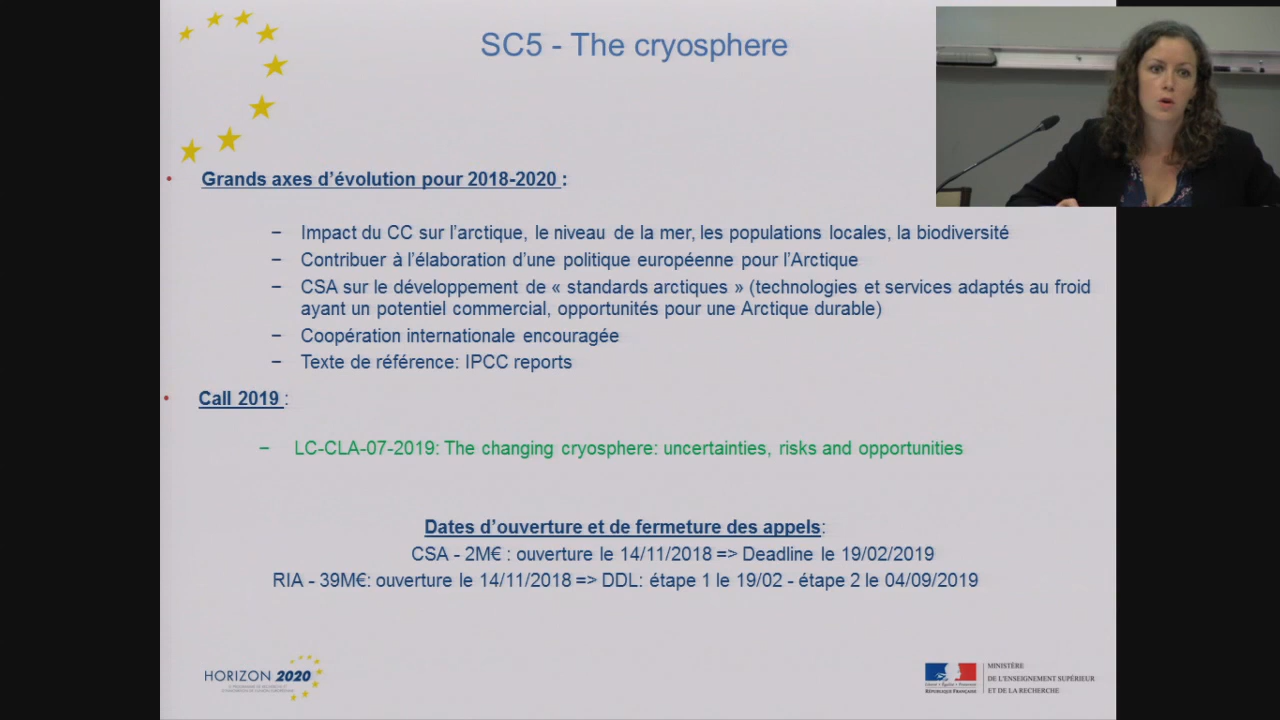 SC5 - The cryosphere
• Grands axes d'évolution pour 2018-2020 :
− Impact du CC sur l'arctique, le niveau de la mer, les populations locales, la biodiversité
− Contribuer à l'élaboration d'une politique européenne pour l'Arctique
− CSA sur le développement de « standards arctiques » (technologies et services adaptés au froid
ayant un potentiel commercial, opportunités pour une Arctique durable)
− Coopération internationale encouragée
− Texte de référence: IPCC reports
• Call 2019 :
− LC-CLA-07-2019: The changing cryosphere: uncertainties, risks and opportunities
Dates d'ouverture et de fermeture des appels:
CSA - 2M€ : ouverture le 14/11/2018 => Deadline le 19/02/2019
RIA - 39M€: ouverture le 14/11/2018 => DDL: étape 1 le 19/02 - étape 2 le 04/09/2019
HORIZON 2020
RÉPUBLIQUE FRANÇAISE
MINISTÈRE
DE L'ENSEIGNEMENT SUPÉRIEUR
ET DE LA RECHERCHE